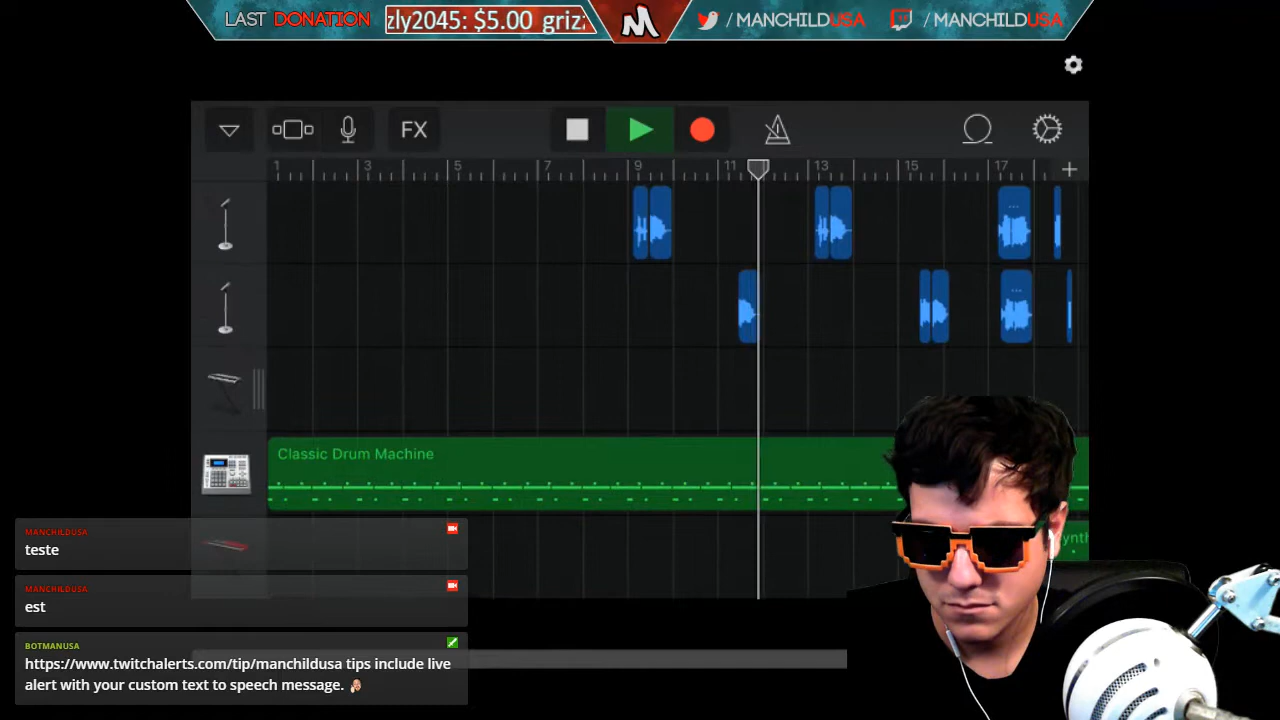 LAST DONATION
zly2045: $5.00 griz
/ MANCHILDUSA
/ MANCHILDUSA
FX
1 3 5 7 9 11 13 15 17
Classic Drum Machine
MANCHILDUSA
teste
MANCHILDUSA
est
BOTMANUSA
https://www.twitchalerts.com/tip/manchildusa tips include live
alert with your custom text to speech message.